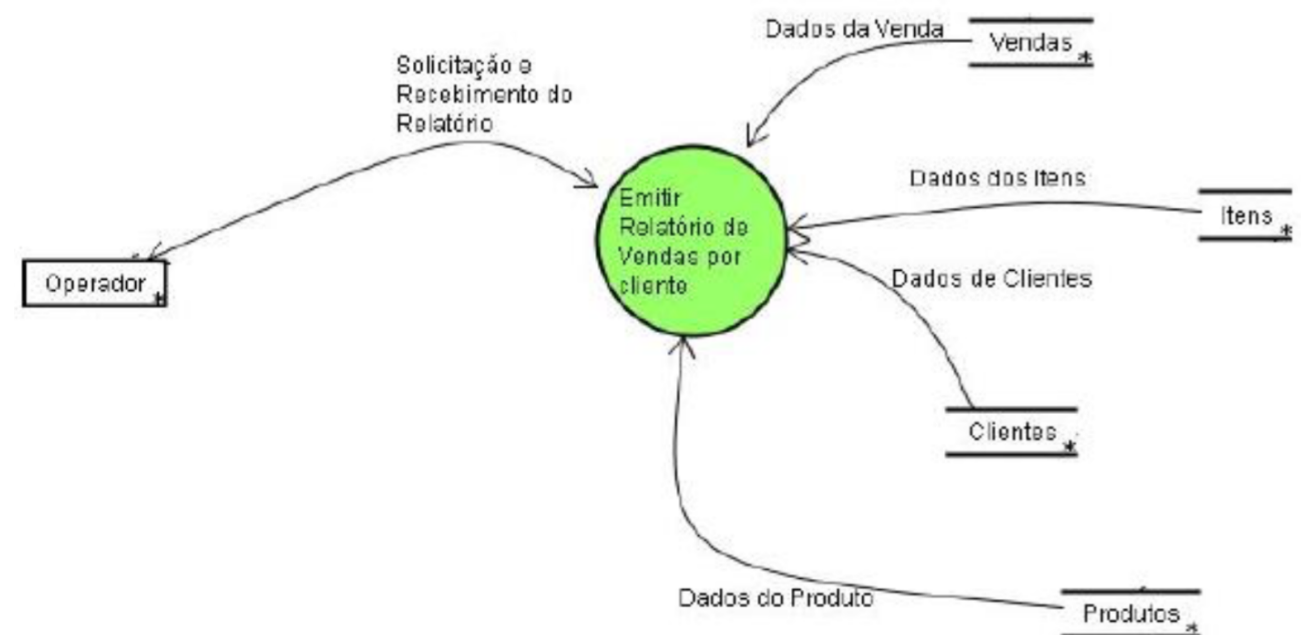 Dados da Venda
Vendas *
Solicitação e
Recebimento do
Relatório
Emitir
Relatório de
Vendas por
cliente
Dados dos Itens
Itens *
Operador *
Dados de Clientes
Clientes *
Dados do Produto
Produtos *